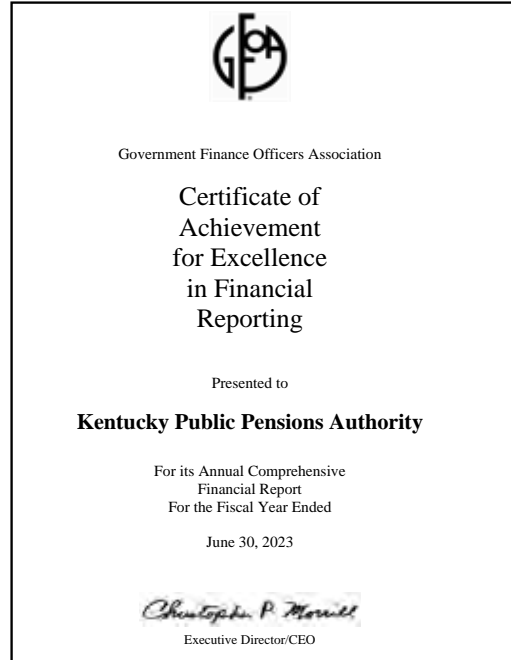 GFOA
Government Finance Officers Association
Certificate of
Achievement
for Excellence
in Financial
Reporting
Presented to
Kentucky Public Pensions Authority
For its Annual Comprehensive
Financial Report
For the Fiscal Year Ended
June 30, 2023
Christopher P. Morrill
Executive Director/CEO